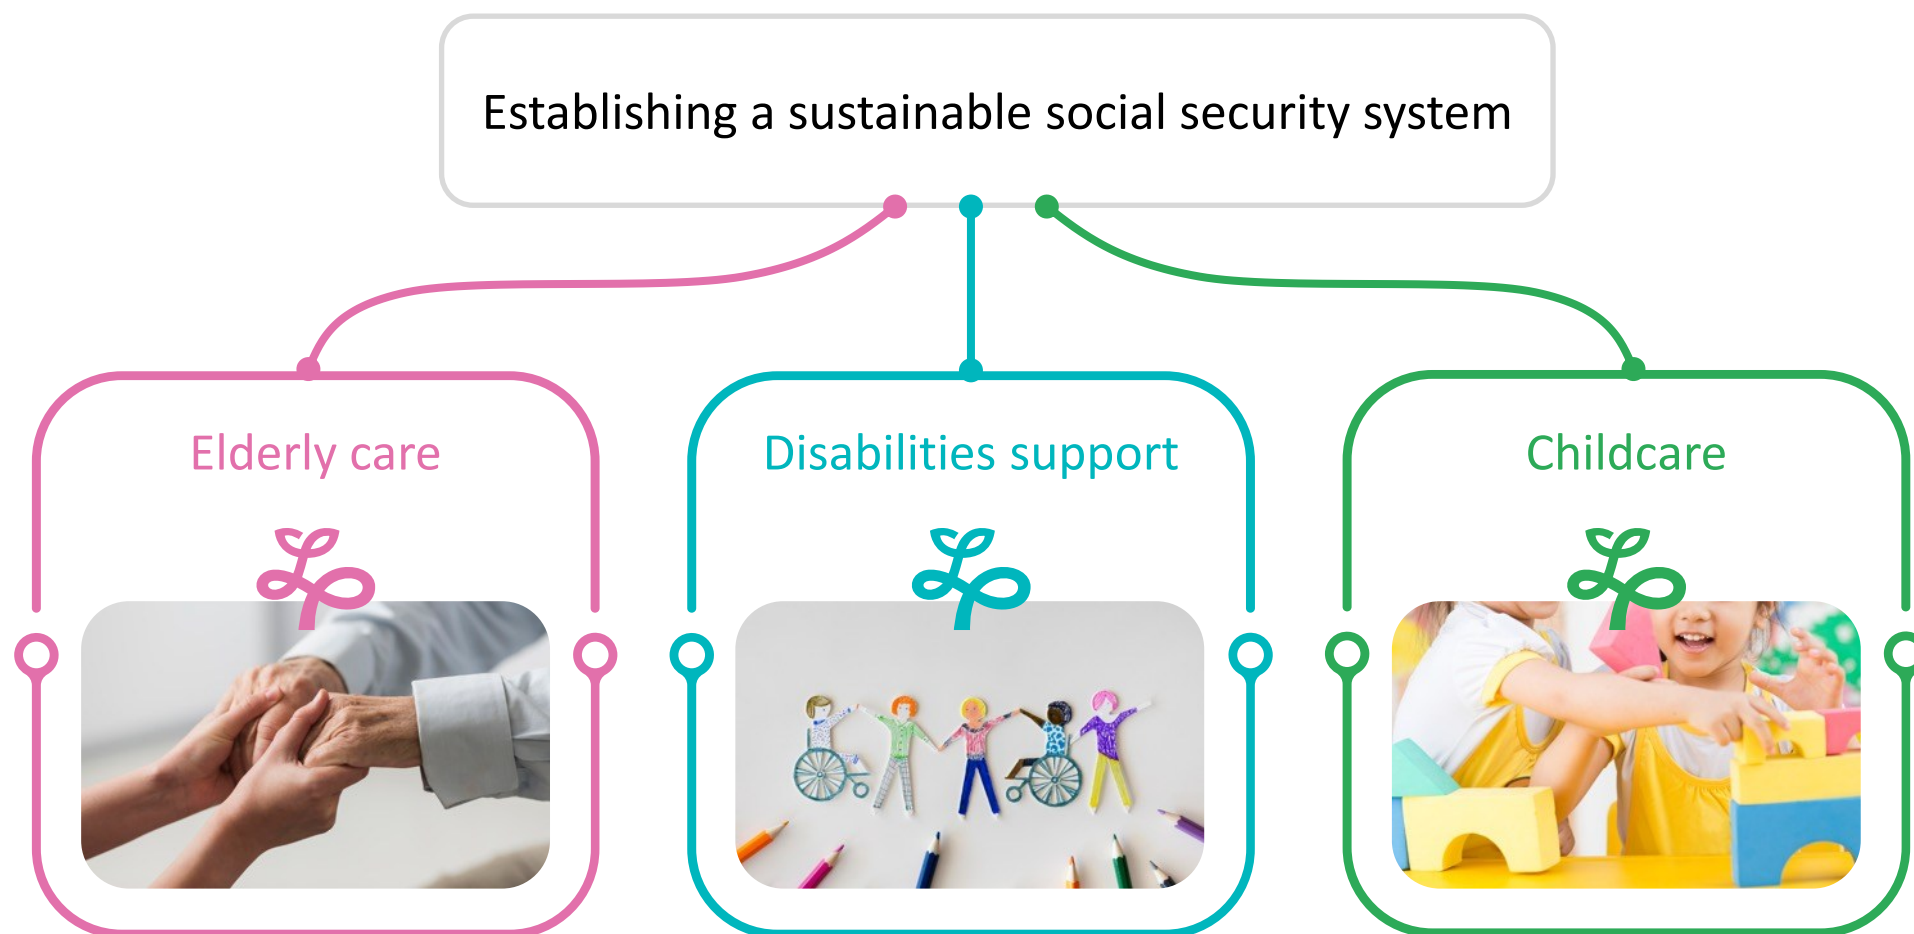 Establishing a sustainable social security system
Elderly care
Disabilities support
Childcare